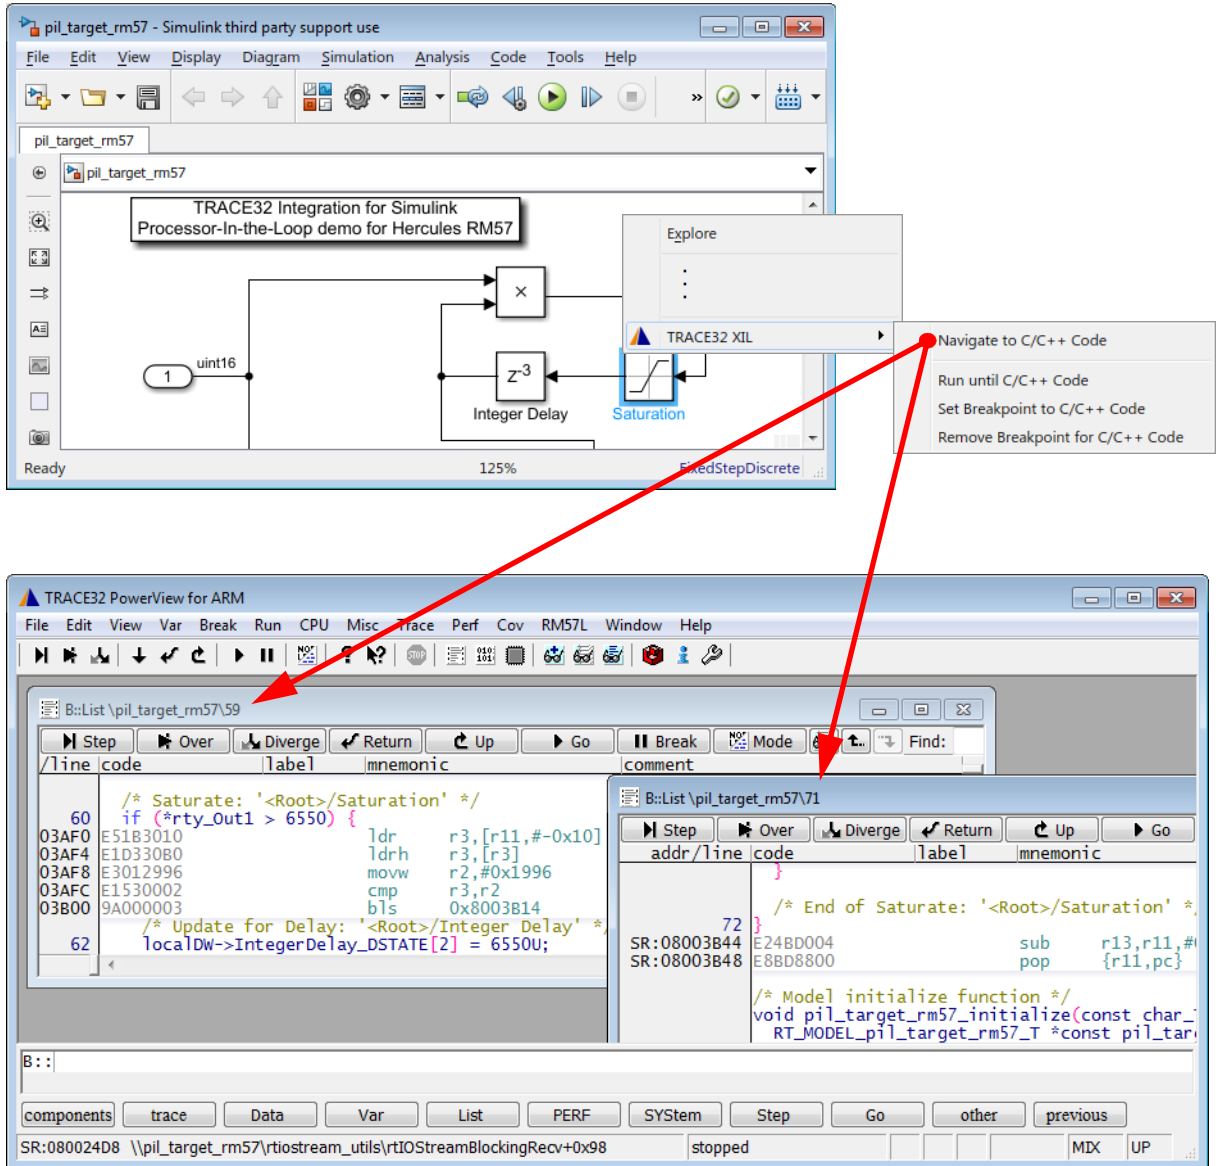 pil_target_rm57 - Simulink third party support use
File Edit View Display Diagram Simulation Analysis Code Tools Help
»
pil_target_rm57
pil_target_rm57
TRACE32 Integration for Simulink
Processor-In-the-Loop demo for Hercules RM57
Explore
TRACE32 XIL
Navigate to C/C++ Code
Run until C/C++ Code
Set Breakpoint to C/C++ Code
Remove Breakpoint for C/C++ Code
×
uint16
1
Z-3
Integer Delay
Saturation
Ready 125% FixedStepDiscrete
TRACE32 PowerView for ARM
File Edit View Var Break Run CPU Misc Trace Perf Cov RM57L Window Help
B::List \pil_target_rm57\59
Step Over Diverge Return Up Go Break Mode t.. Find:
/line code label mnemonic comment
/* Saturate: '<Root>/Saturation' */
60 if (*rty_Out1 > 6550) {
03AF0 E51B3010 ldr r3,[r11,#-0x10]
03AF4 E1D330B0 ldrh r3,[r3]
03AF8 E3012996 movw r2,#0x1996
03AFC E1530002 cmp r3,r2
03B00 9A000003 bls 0x8003B14
/* Update for Delay: '<Root>/Integer Delay' */
62 localDW->IntegerDelay_DSTATE[2] = 6550U;
B::List \pil_target_rm57\71
Step Over Diverge Return Up Go
addr/line code label mnemonic
}
/* End of Saturate: '<Root>/Saturation' *
72 }
SR:08003B44 E24BD004 sub r13,r11,#
SR:08003B48 E8BD8800 pop {r11,pc}
/* Model initialize function */
void pil_target_rm57_initialize(const char_
RT_MODEL_pil_target_rm57_T *const pil_tar
B::
components trace Data Var List PERF SYStem Step Go other previous
SR:080024D8 \\pil_target_rm57\rtiostream_utils\rtIOStreamBlockingRecv+0x98 stopped MIX UP